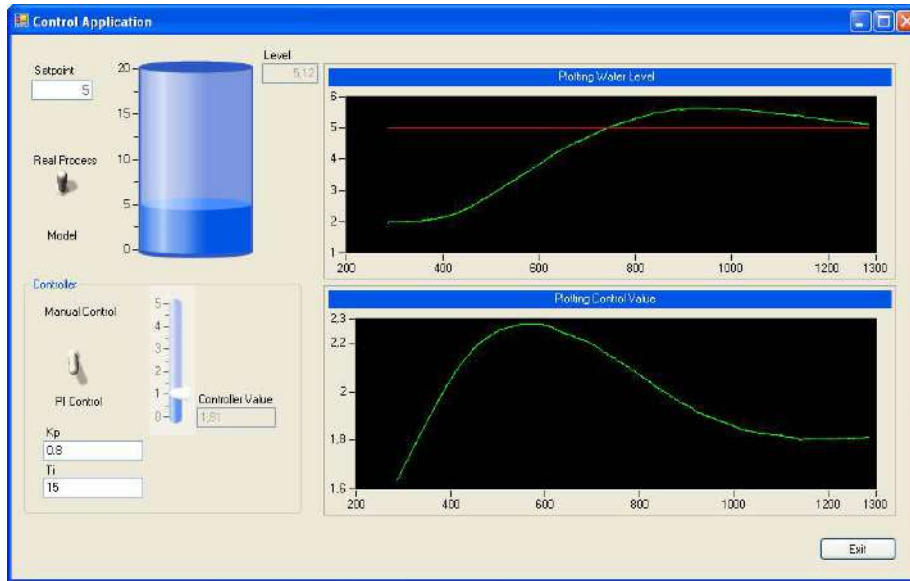 Control Application
Setpoint
5
Level
5,12
Real Process
Model
20
15
10
5
0
Plotting Water Level
6
5
4
3
2
1
200 400 600 800 1000 1200 1300
Controller
Manual Control
PI Control
5
4
3
2
1
0
Controller Value
1,81
Kp
0.8
Ti
15
Plotting Control Value
2,3
2,2
2
1,8
1,6
200 400 600 800 1000 1200 1300
Exit